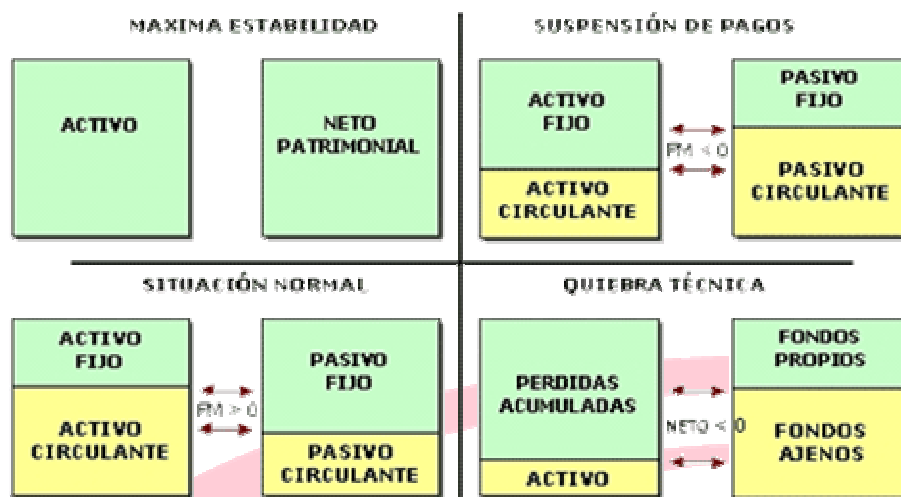 MAXIMA ESTABILIDAD
ACTIVO
NETO
PATRIMONIAL
SUSPENSIÓN DE PAGOS
ACTIVO
FIJO
ACTIVO
CIRCULANTE
FM < 0
PASIVO
FIJO
PASIVO
CIRCULANTE
SITUACIÓN NORMAL
ACTIVO
FIJO
ACTIVO
CIRCULANTE
FM > 0
PASIVO
FIJO
PASIVO
CIRCULANTE
QUIEBRA TÉCNICA
PERDIDAS
ACUMULADAS
ACTIVO
NETO < 0
FONDOS
PROPIOS
FONDOS
AJENOS